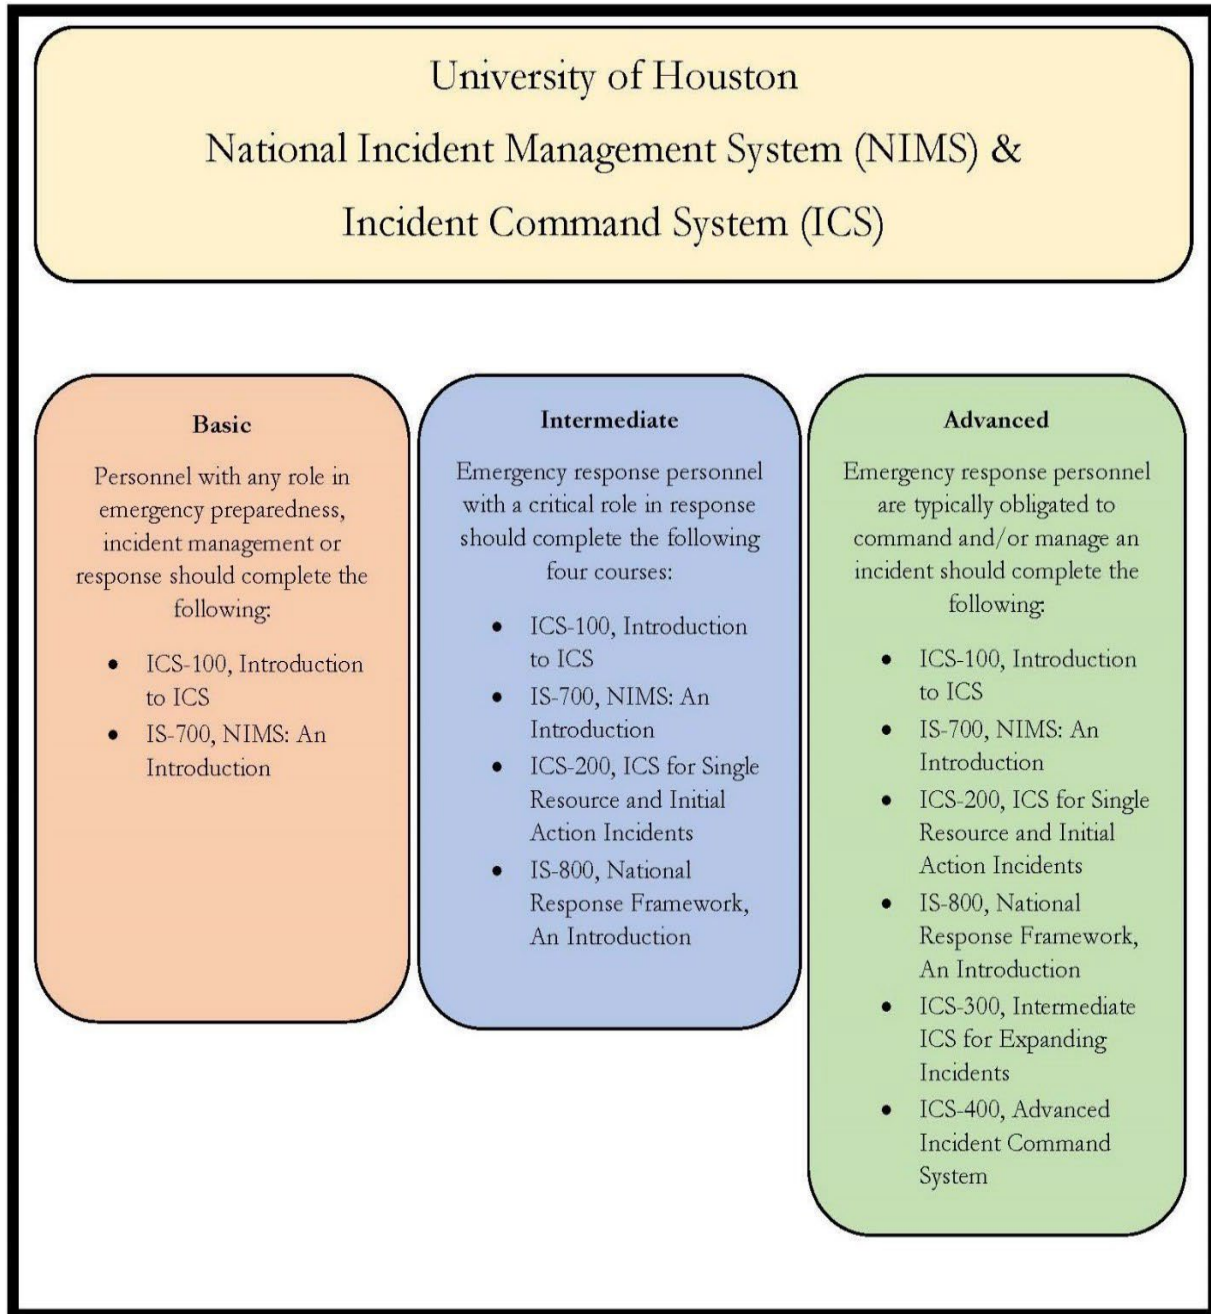 University of Houston
National Incident Management System (NIMS) &
Incident Command System (ICS)
Basic
Personnel with any role in
emergency preparedness,
incident management or
response should complete the
following:
• ICS-100, Introduction
to ICS
• IS-700, NIMS: An
Introduction
Intermediate
Emergency response personnel
with a critical role in response
should complete the following
four courses:
• ICS-100, Introduction
to ICS
• IS-700, NIMS: An
Introduction
• ICS-200, ICS for Single
Resource and Initial
Action Incidents
• IS-800, National
Response Framework,
An Introduction
Advanced
Emergency response personnel
are typically obligated to
command and/or manage an
incident should complete the
following:
• ICS-100, Introduction
to ICS
• IS-700, NIMS: An
Introduction
• ICS-200, ICS for Single
Resource and Initial
Action Incidents
• IS-800, National
Response Framework,
An Introduction
• ICS-300, Intermediate
ICS for Expanding
Incidents
• ICS-400, Advanced
Incident Command
System